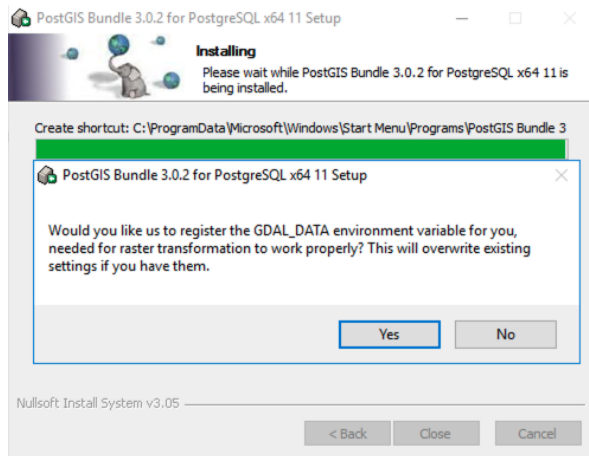 PostGIS Bundle 3.0.2 for PostgreSQL x64 11 Setup
Installing
Please wait while PostGIS Bundle 3.0.2 for PostgreSQL x64 11 is
being installed.
Create shortcut: C:\ProgramData\Microsoft\Windows\Start Menu\Programs\PostGIS Bundle 3
PostGIS Bundle 3.0.2 for PostgreSQL x64 11 Setup
Would you like us to register the GDAL_DATA environment variable for you,
needed for raster transformation to work properly? This will overwrite existing
settings if you have them.
Yes No
Nullsoft Install System v3.05
< Back Close Cancel